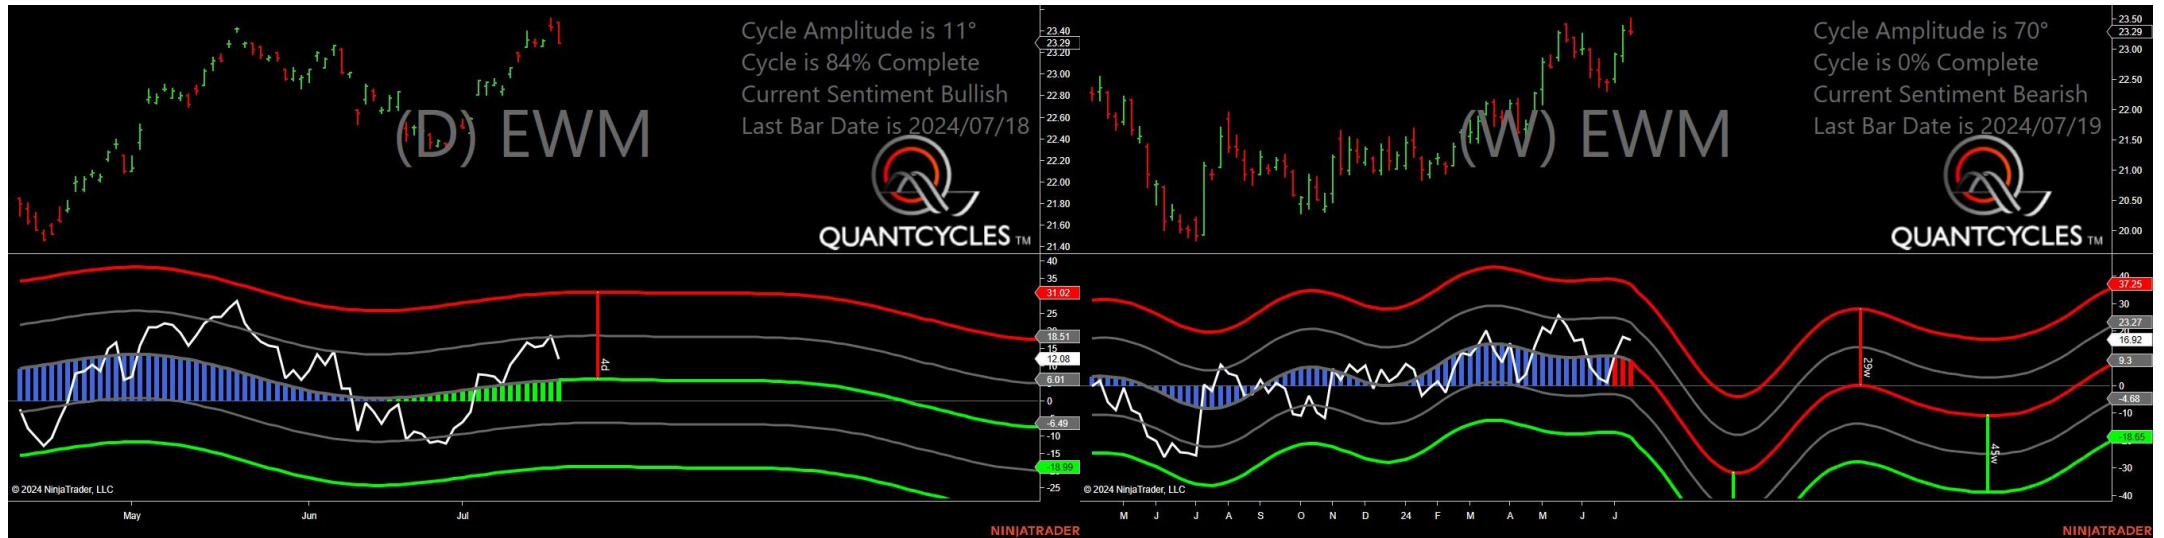 Cycle Amplitude is 11°
Cycle is 84% Complete
Current Sentiment Bullish
Last Bar Date is 2024/07/18
(D) EWM
QUANTCYCLES TM
23.40
23.29
23.20
23.00
22.80
22.60
22.40
22.20
22.00
21.80
21.60
21.40
40
35
31.02
25
18.51
15
12.08
10
6.01
0
-5
-6.49
-10
-15
-18.99
-25
4d
© 2024 NinjaTrader, LLC
May
Jun
Jul
NINJATRADER
Cycle Amplitude is 70°
Cycle is 0% Complete
Current Sentiment Bearish
Last Bar Date is 2024/07/19
(W) EWM
QUANTCYCLES TM
23.50
23.29
23.00
22.50
22.00
21.50
21.00
20.50
20.00
40
37.25
30
23.27
16.92
9.3
0
-4.68
-10
-18.65
-30
-40
29w
45w
© 2024 NinjaTrader, LLC
M J J A S O N D 24 F M A M J J
NINJATRADER